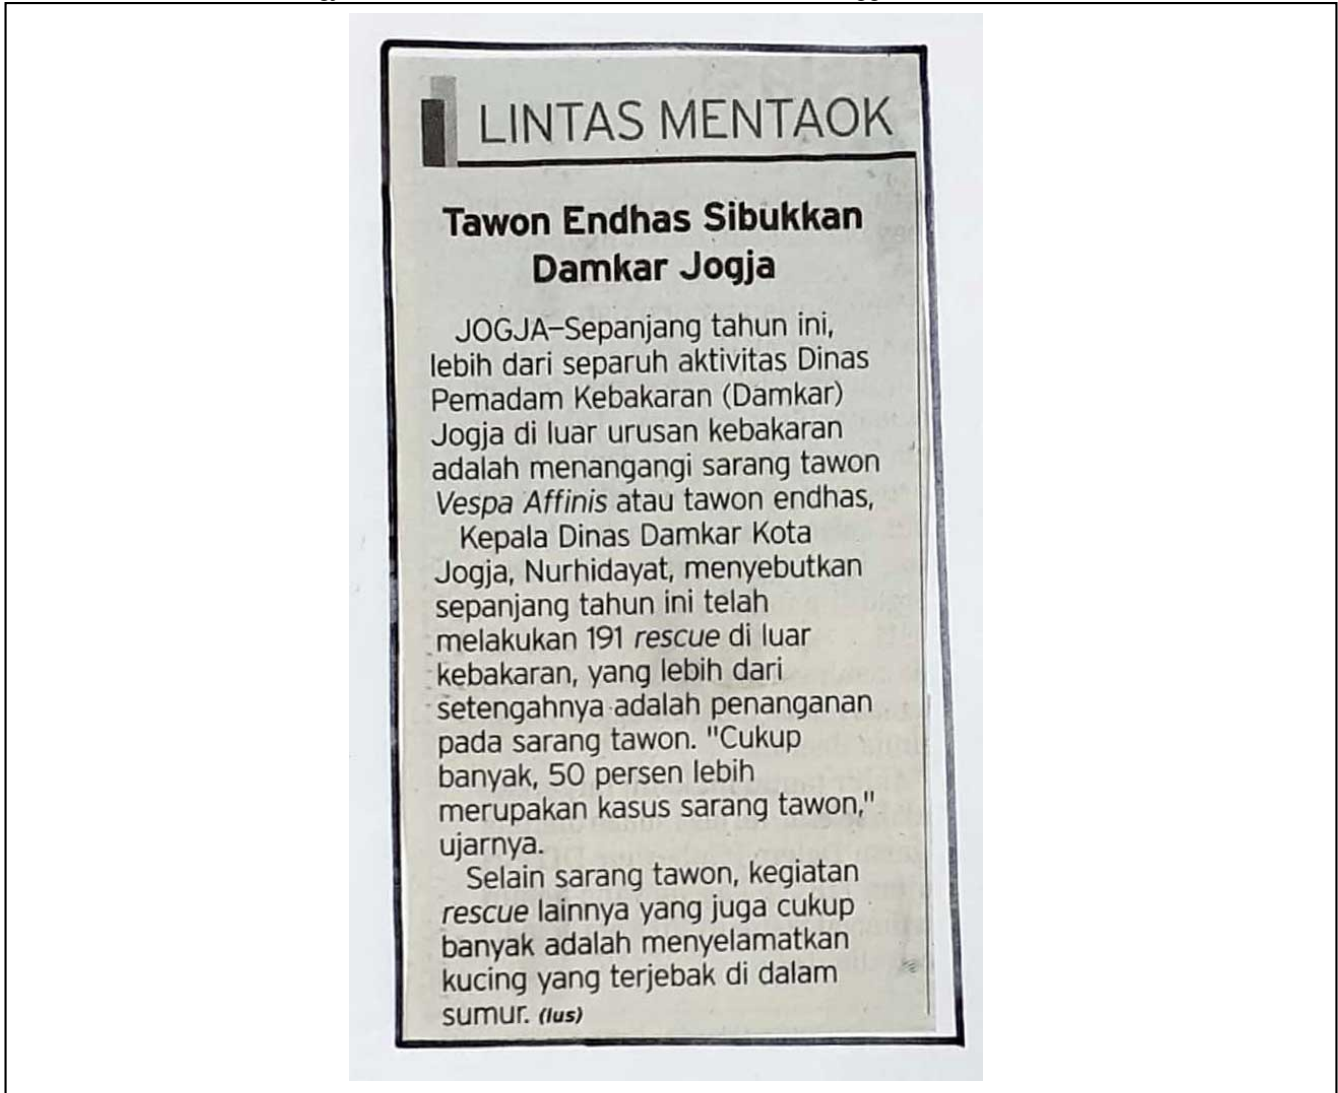 LINTAS MENTAOK
Tawon Endhas Sibukkan
Damkar Jogja
JOGJA–Sepanjang tahun ini,
lebih dari separuh aktivitas Dinas
Pemadam Kebakaran (Damkar)
Jogja di luar urusan kebakaran
adalah menangangi sarang tawon
Vespa Affinis atau tawon endhas,
Kepala Dinas Damkar Kota
Jogja, Nurhidayat, menyebutkan
sepanjang tahun ini telah
melakukan 191 rescue di luar
kebakaran, yang lebih dari
setengahnya adalah penanganan
pada sarang tawon. "Cukup
banyak, 50 persen lebih
merupakan kasus sarang tawon,"
ujarnya.
Selain sarang tawon, kegiatan
rescue lainnya yang juga cukup
banyak adalah menyelamatkan
kucing yang terjebak di dalam
sumur. (lus)